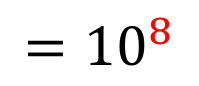 = 10⁸